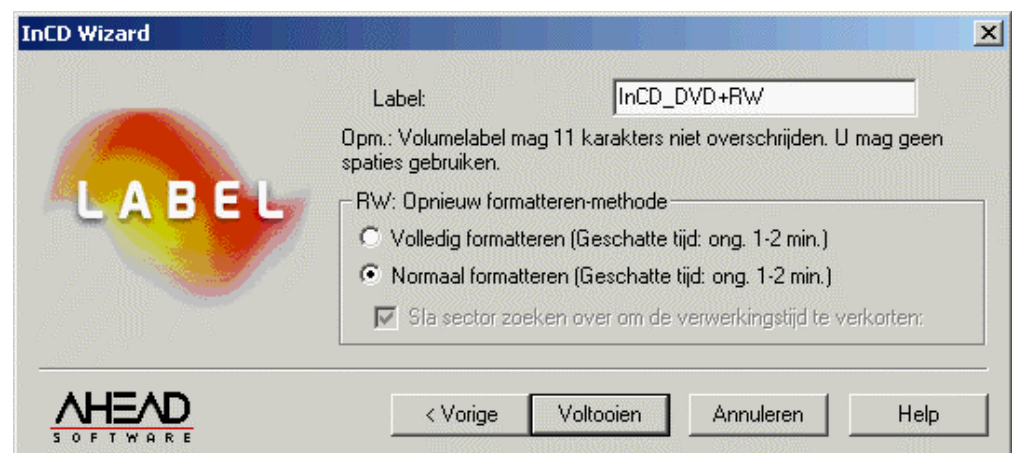 InCD Wizard
LABEL
Label:
InCD_DVD+RW
Opm.: Volumelabel mag 11 karakters niet overschrijden. U mag geen
spaties gebruiken.
RW: Opnieuw formatteren-methode
Volledig formatteren (Geschatte tijd: ong. 1-2 min.)
Normaal formatteren (Geschatte tijd: ong. 1-2 min.)
Sla sector zoeken over om de verwerkingstijd te verkorten:
AHEAD
SOFTWARE
< Vorige
Voltooien
Annuleren
Help